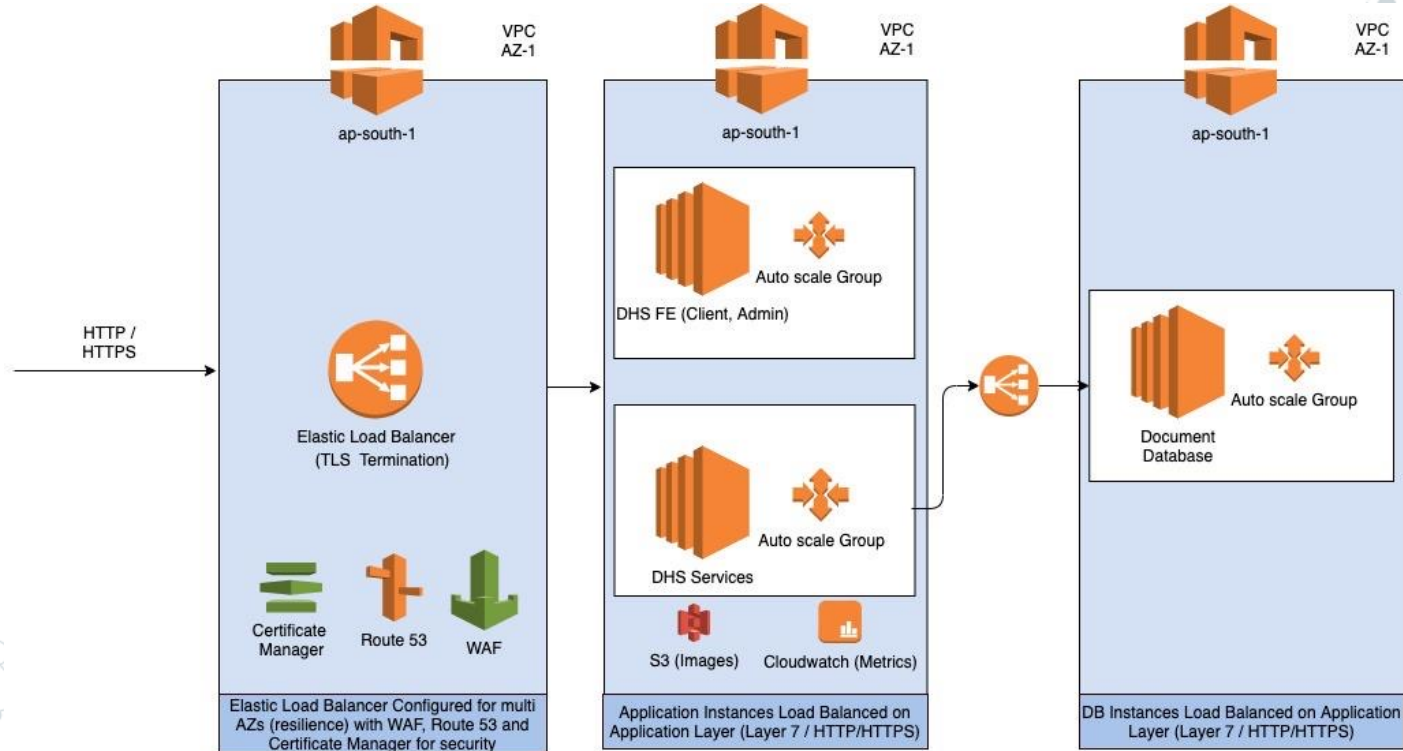 VPC
AZ-1
ap-south-1
HTTP /
HTTPS
Elastic Load Balancer
(TLS Termination)
Certificate
Manager
Route 53
WAF
Elastic Load Balancer Configured for multi
AZs (resilience) with WAF, Route 53 and
Certificate Manager for security
VPC
AZ-1
ap-south-1
Auto scale Group
DHS FE (Client, Admin)
Auto scale Group
DHS Services
S3 (Images)
Cloudwatch (Metrics)
Application Instances Load Balanced on
Application Layer (Layer 7 / HTTP/HTTPS)
VPC
AZ-1
ap-south-1
Auto scale Group
Document
Database
DB Instances Load Balanced on Application
Layer (Layer 7 / HTTP/HTTPS)